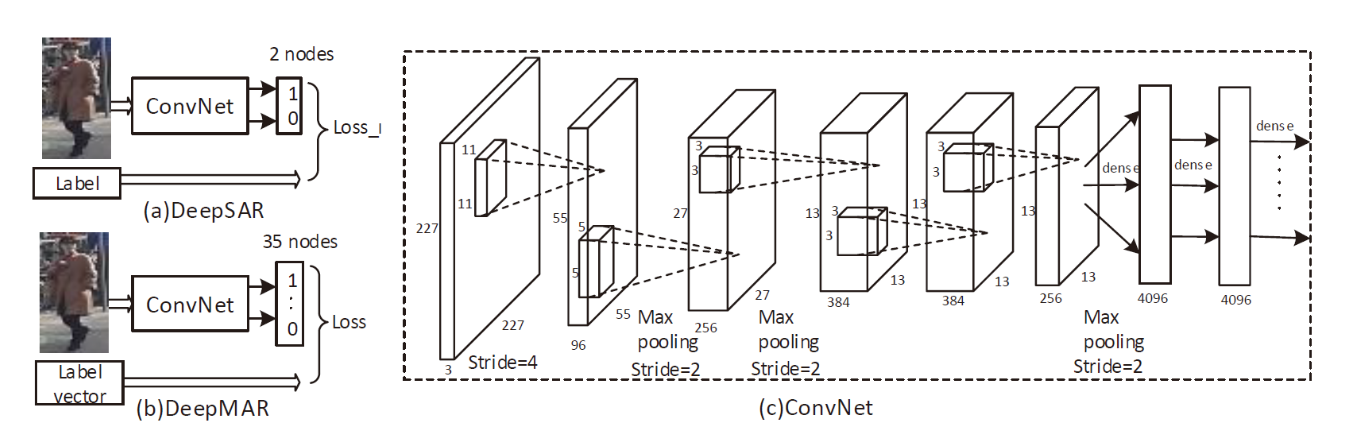 2 nodes
ConvNet
1
0
Loss_
Label
(a)DeepSAR
35 nodes
ConvNet
1
:
0
Loss
Label
vector
(b)DeepMAR
11
11
227
227
3
Stride=4
55
5
5
55
96
Max
pooling
Stride=2
3
3
27
27
256
Max
pooling
Stride=2
13
3
3
13
384
13
3
3
13
384
13
13
256
Max
pooling
Stride=2
dense
4096
dense
4096
dense
(c)ConvNet